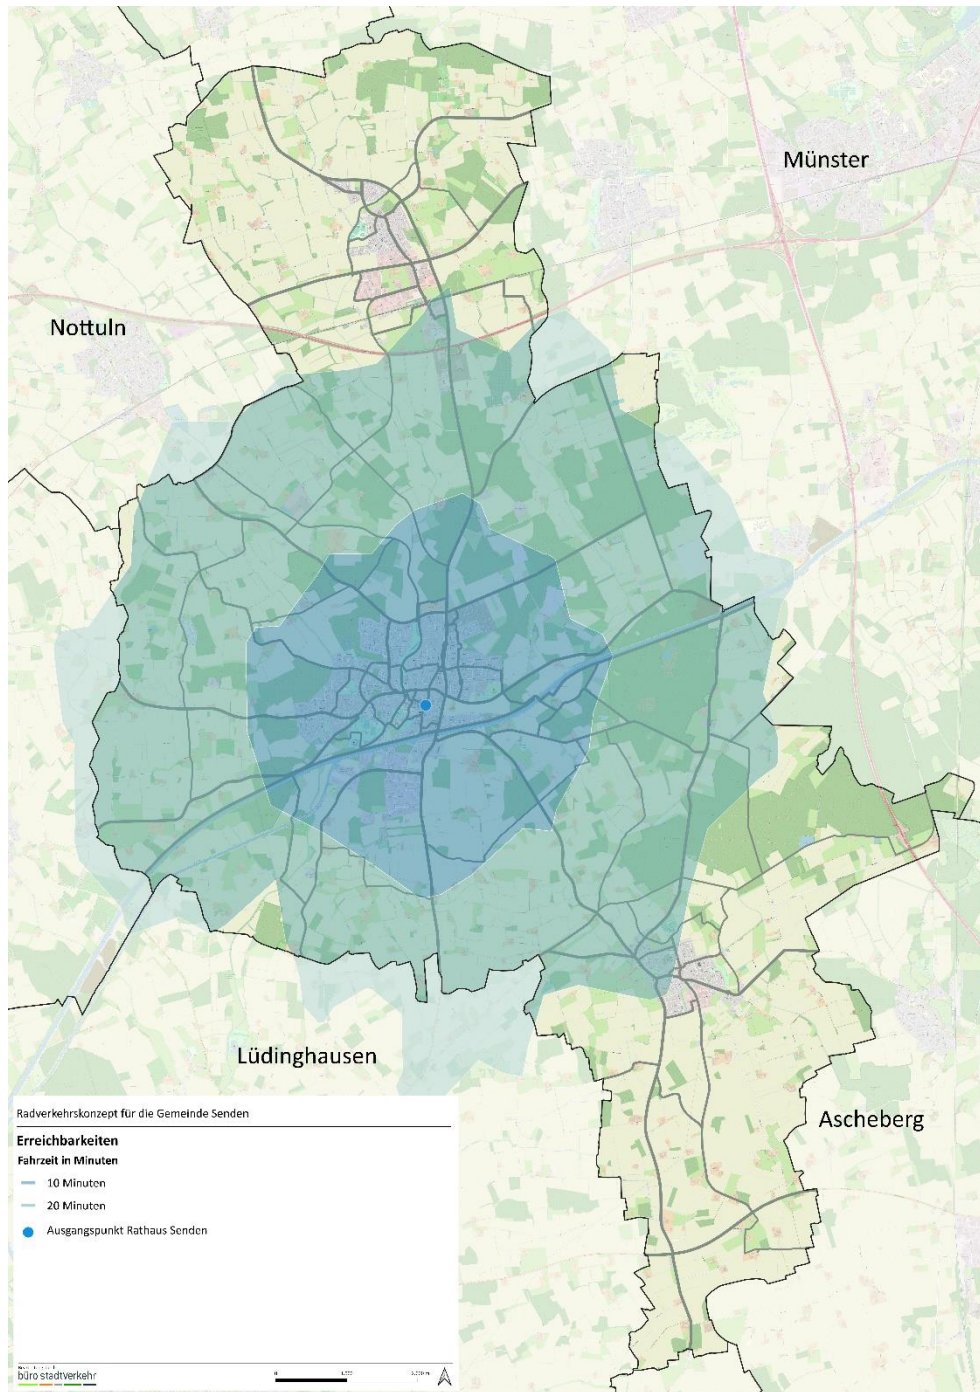 Münster
Nottuln
Lüdinghausen
Ascheberg
Radverkehrskonzept für die Gemeinde Senden
Erreichbarkeiten
Fahrzeit in Minuten
10 Minuten
20 Minuten
Ausgangspunkt Rathaus Senden
büro stadtverkehr
0